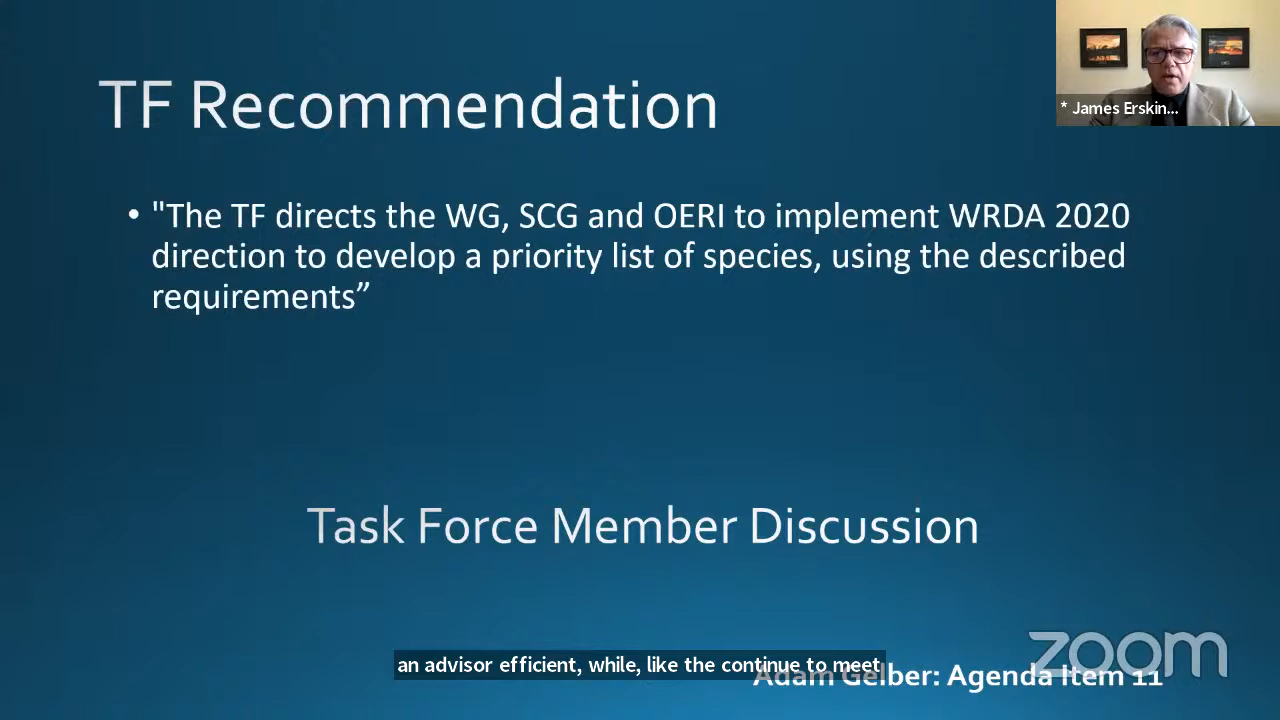 TF Recommendation
* James Erskin...
• "The TF directs the WG, SCG and OERI to implement WRDA 2020
direction to develop a priority list of species, using the described
requirements”
Task Force Member Discussion
zoom
an advisor efficient, while, like the continue to meet
Adam Gelber: Agenda Item 11